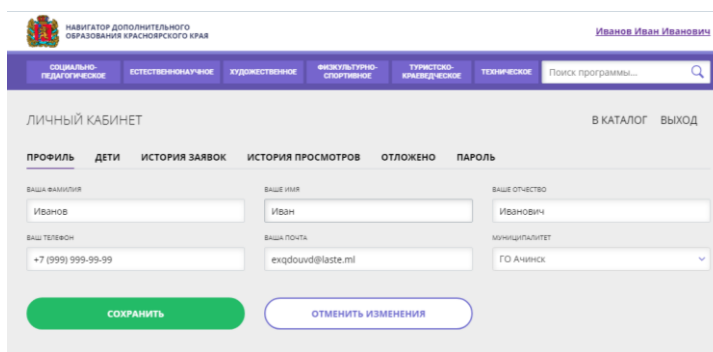 НАВИГАТОР ДОПОЛНИТЕЛЬНОГО
ОБРАЗОВАНИЯ КРАСНОЯРСКОГО КРАЯ
Иванов Иван Иванович
СОЦИАЛЬНО-
ПЕДАГОГИЧЕСКОЕ
ЕСТЕСТВЕННОНАУЧНОЕ
ХУДОЖЕСТВЕННОЕ
ФИЗКУЛЬТУРНО-
СПОРТИВНОЕ
ТУРИСТСКО-
КРАЕВЕДЧЕСКОЕ
ТЕХНИЧЕСКОЕ
Поиск программы...
ЛИЧНЫЙ КАБИНЕТ
В КАТАЛОГ ВЫХОД
ПРОФИЛЬ ДЕТИ ИСТОРИЯ ЗАЯВОК ИСТОРИЯ ПРОСМОТРОВ ОТЛОЖЕНО ПАРОЛЬ
ВАША ФАМИЛИЯ ВАШЕ ИМЯ ВАШЕ ОТЧЕСТВО
Иванов Иван Иванович
ВАШ ТЕЛЕФОН ВАША ПОЧТА МУНИЦИПАЛИТЕТ
+7 (999) 999-99-99 exqdouvd@laste.ml ГО Ачинск
СОХРАНИТЬ ОТМЕНИТЬ ИЗМЕНЕНИЯ